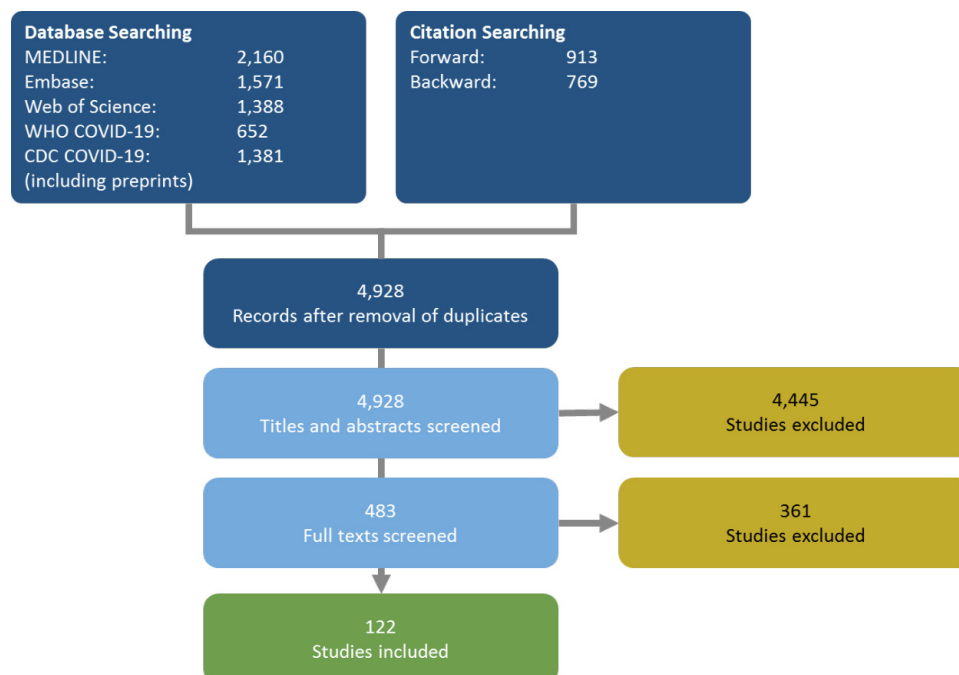 Database Searching
MEDLINE: 2,160
Embase: 1,571
Web of Science: 1,388
WHO COVID-19: 652
CDC COVID-19: 1,381
(including preprints)
Citation Searching
Forward: 913
Backward: 769
4,928
Records after removal of duplicates
4,928
Titles and abstracts screened
4,445
Studies excluded
483
Full texts screened
361
Studies excluded
122
Studies included